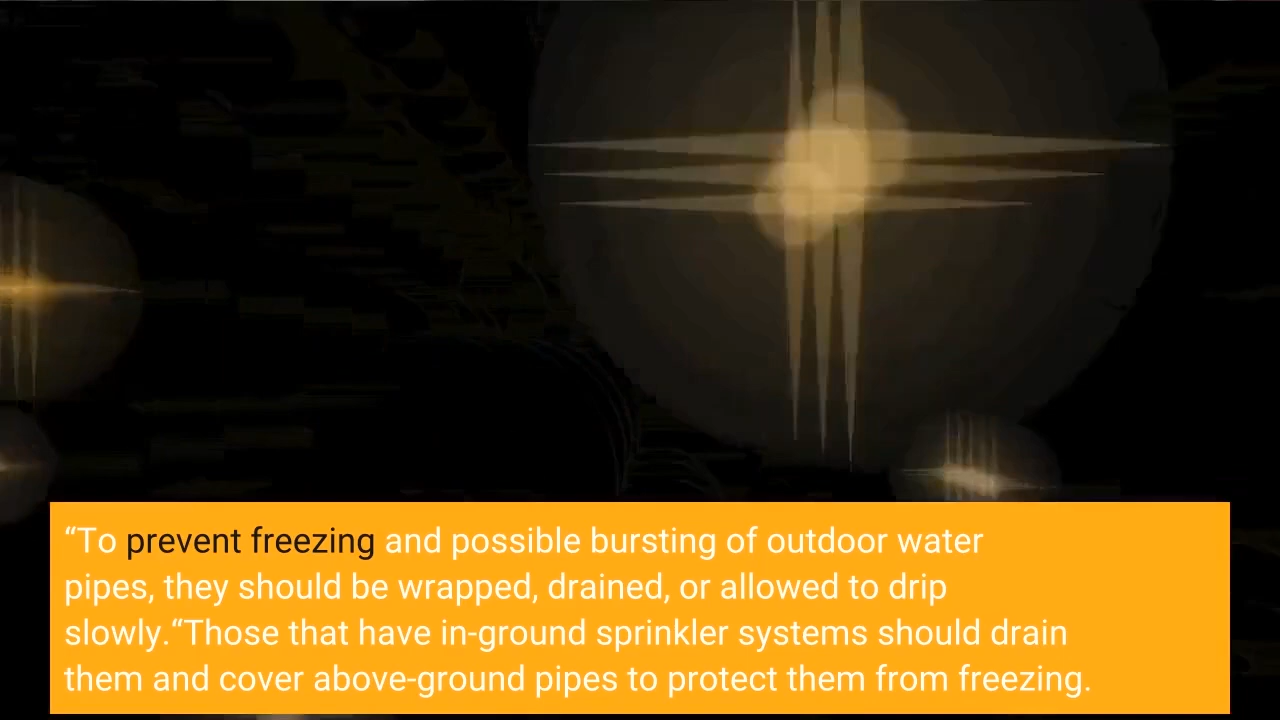 “To prevent freezing and possible bursting of outdoor water
pipes, they should be wrapped, drained, or allowed to drip
slowly.“Those that have in-ground sprinkler systems should drain
them and cover above-ground pipes to protect them from freezing.